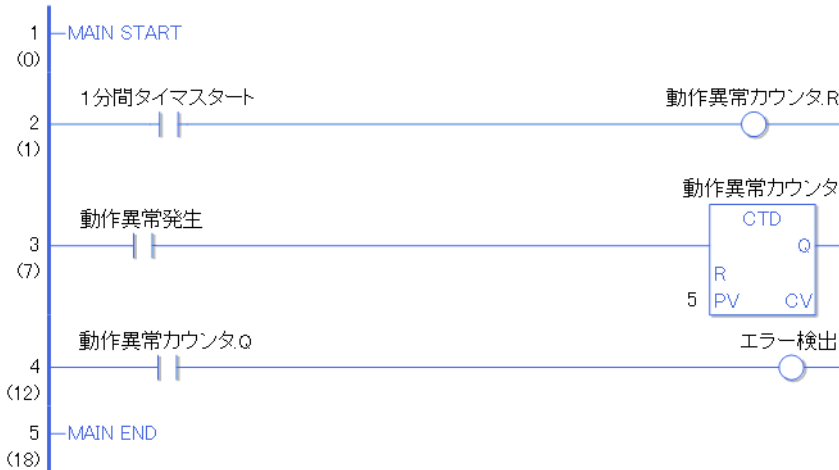 1 MAIN START
(0)
1分間タイマスタート 動作異常カウンタ.R
2
(1)
動作異常カウンタ
動作異常発生 CTD
3 Q
(7) R
5 PV CV
動作異常カウンタ.Q エラー検出
4
(12)
5 MAIN END
(18)